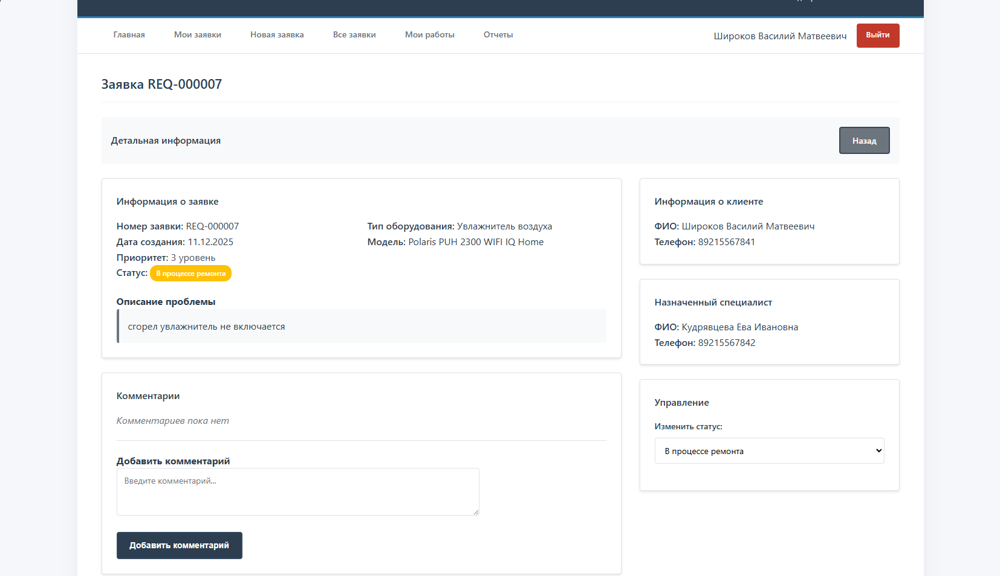 Главная Мои заявки Новая заявка Все заявки Мои работы Отчеты Широков Василий Матвеевич Выйти
Заявка REQ-000007
Детальная информация Назад
Информация о заявке
Номер заявки: REQ-000007 Тип оборудования: Увлажнитель воздуха
Дата создания: 11.12.2025 Модель: Polaris PUH 2300 WIFI IQ Home
Приоритет: 3 уровень
Статус: В процессе ремонта
Описание проблемы
сгорел увлажнитель не включается
Комментарии
Комментариев пока нет
Добавить комментарий
Введите комментарий...
Добавить комментарий
Информация о клиенте
ФИО: Широков Василий Матвеевич
Телефон: 89215567841
Назначенный специалист
ФИО: Кудрявцева Ева Ивановна
Телефон: 89215567842
Управление
Изменить статус:
В процессе ремонта